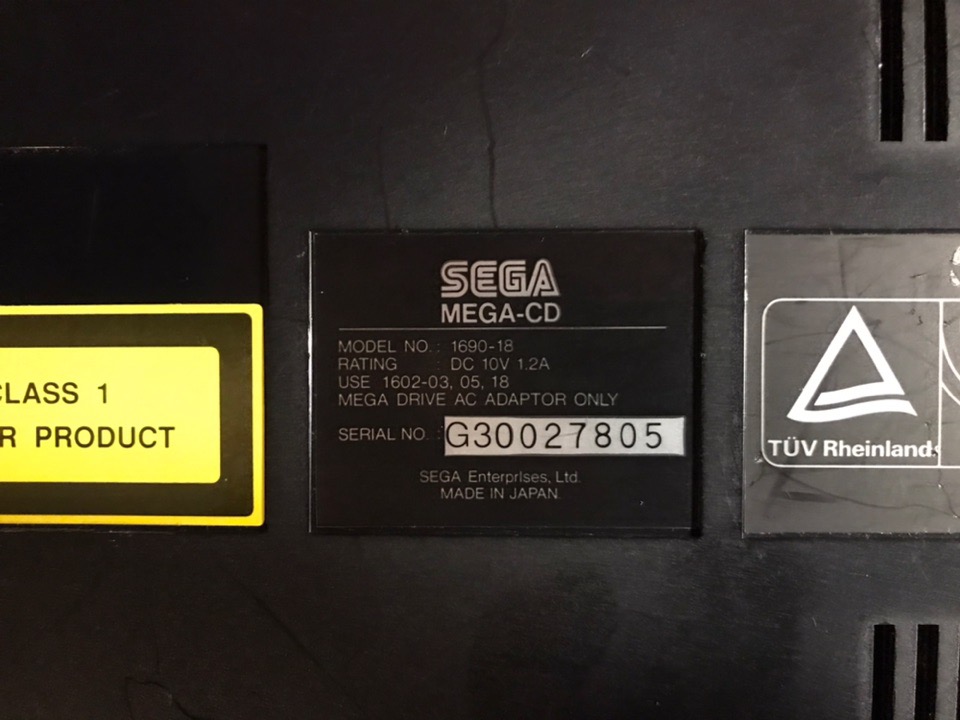 CLASS 1
R PRODUCT
SEGA
MEGA-CD
MODEL NO. : 1690-18
RATING : DC 10V 1.2A
USE 1602-03, 05, 18
MEGA DRIVE AC ADAPTOR ONLY
SERIAL NO. : G30027805
SEGA Enterprises, Ltd.
MADE IN JAPAN
TÜV Rheinland